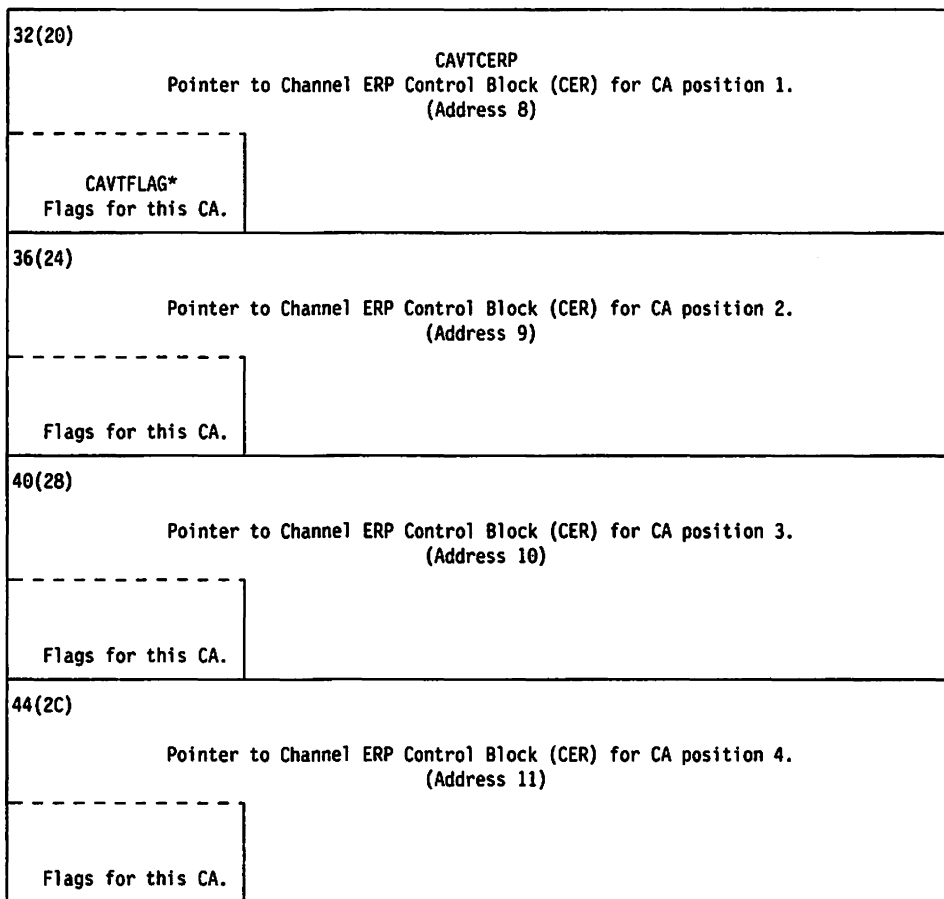 32(20)
CAVTCERP
Pointer to Channel ERP Control Block (CER) for CA position 1.
(Address 8)
CAVTFLAG*
Flags for this CA.
36(24)
Pointer to Channel ERP Control Block (CER) for CA position 2.
(Address 9)
Flags for this CA.
40(28)
Pointer to Channel ERP Control Block (CER) for CA position 3.
(Address 10)
Flags for this CA.
44(2C)
Pointer to Channel ERP Control Block (CER) for CA position 4.
(Address 11)
Flags for this CA.